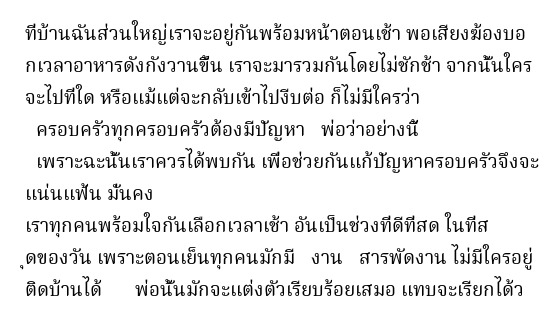 ที่บ้านฉันส่วนใหญ่เราจะอยู่กันพร้อมหน้าตอนเช้า พอเสียงฆ้องบอ
กเวลาอาหารดังกังวานขึ้น เราจะมารวมกันโดยไม่ชักช้า จากนั้นใคร
จะไปที่ใด หรือแม้แต่จะกลับเข้าไปงีบต่อ ก็ไม่มีใครว่า
ครอบครัวทุกครอบครัวต้องมีปัญหา พ่อว่าอย่างนี้
เพราะฉะนั้นเราควรได้พบกัน เพื่อช่วยกันแก้ปัญหาครอบครัวจึงจะ
แน่นแฟ้น มั่นคง
เราทุกคนพร้อมใจกันเลือกเวลาเช้า อันเป็นช่วงที่ดีที่สุด ในที่ส
ุดของวัน เพราะตอนเย็นทุกคนมักมี งาน สารพัดงาน ไม่มีใครอยู่
ติดบ้านได้ พ่อนั้นมักจะแต่งตัวเรียบร้อยเสมอ แทบจะเรียกได้ว